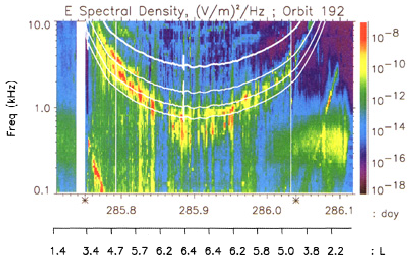 E Spectral Density, (V/m)²/Hz ; Orbit 192
10.0
1.0
0.1
Freq (kHz)
10⁻⁸
10⁻¹⁰
10⁻¹²
10⁻¹⁴
10⁻¹⁶
10⁻¹⁸
* *
285.8 285.9 286.0 286.1 : day
1.4 3.4 4.7 5.7 6.2 6.4 6.4 6.2 5.8 5.0 3.8 2.2 : L